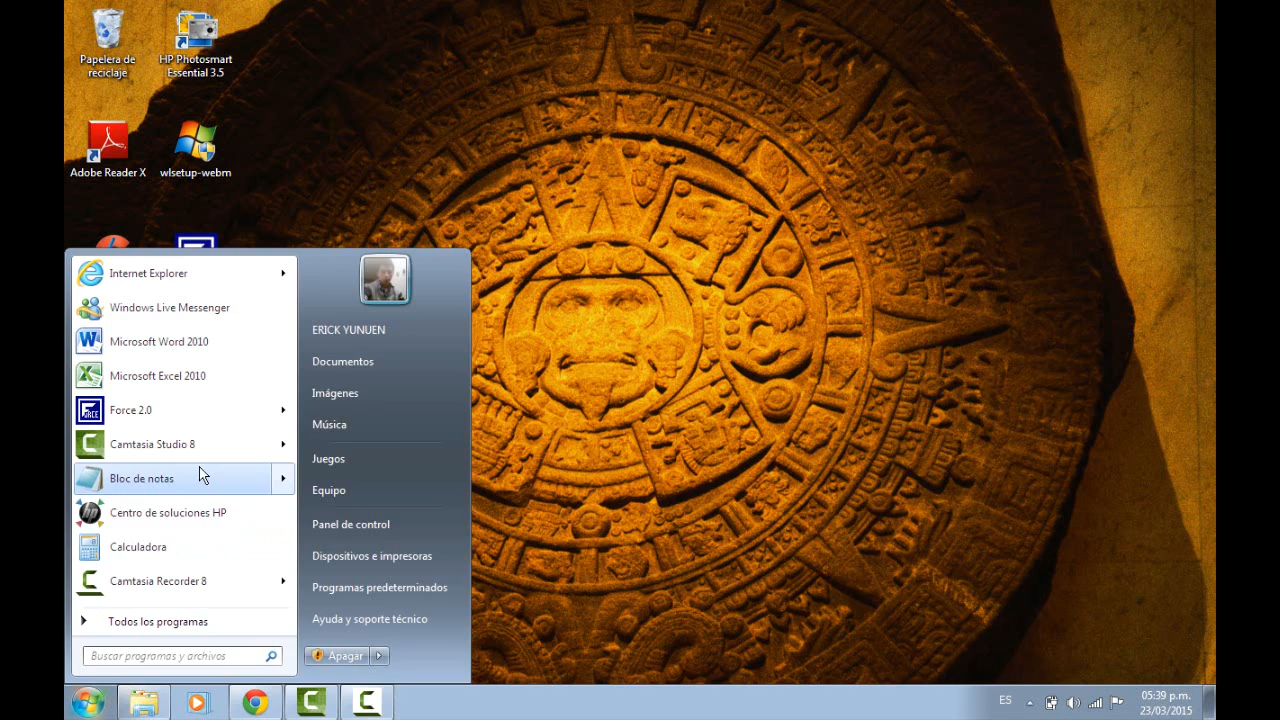 Papelera de
reciclaje
HP Photosmart
Essential 3.5
Adobe Reader X
wlsetup-webm
FORCE
Internet Explorer
Windows Live Messenger
Microsoft Word 2010
Microsoft Excel 2010
Force 2.0
Camtasia Studio 8
Bloc de notas
Centro de soluciones HP
Calculadora
Camtasia Recorder 8
Todos los programas
Buscar programas y archivos
ERICK YUNUEN
Documentos
Imágenes
Música
Juegos
Equipo
Panel de control
Dispositivos e impresoras
Programas predeterminados
Ayuda y soporte técnico
Apagar
ES
05:39 p.m.
23/03/2015